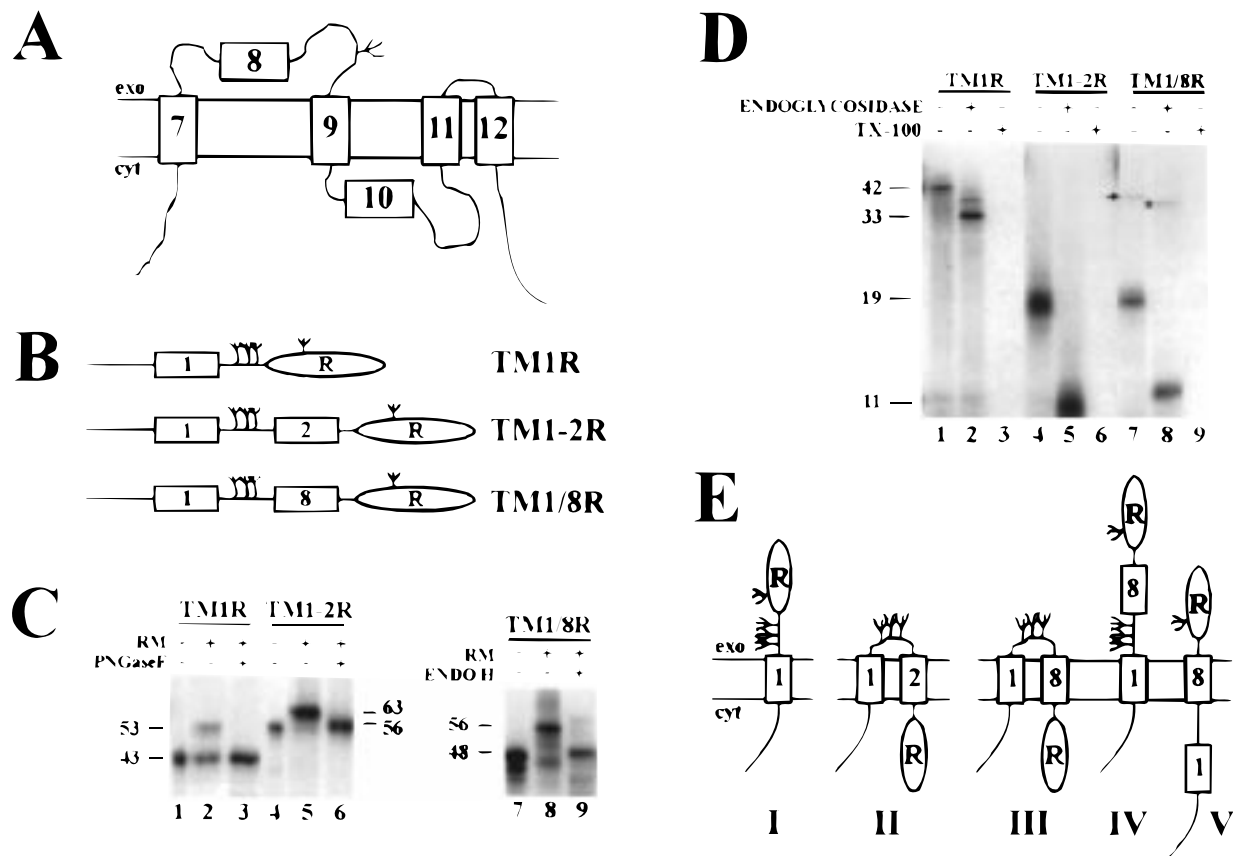 A
8
exo
7
9
11
12
cyt
10
B
1
R
TM1R
1
2
R
TM1-2R
1
8
R
TM1/8R
C
TM1R
TM1-2R
RM
-
+
+
-
+
+
PNGaseF
-
-
+
-
-
+
53
43
63
56
1
2
3
4
5
6
TM1/8R
RM
-
+
+
ENDO H
-
-
+
56
48
7
8
9
D
TM1R
TM1-2R
TM1/8R
ENDOGLYCOSIDASE
-
+
-
+
-
+
TX-100
-
-
+
-
-
+
-
-
+
42
33
19
11
1
2
3
4
5
6
7
8
9
E
R
R
8
R
exo
1
1
2
1
8
1
8
cyt
R
R
1
I
II
III
IV
V